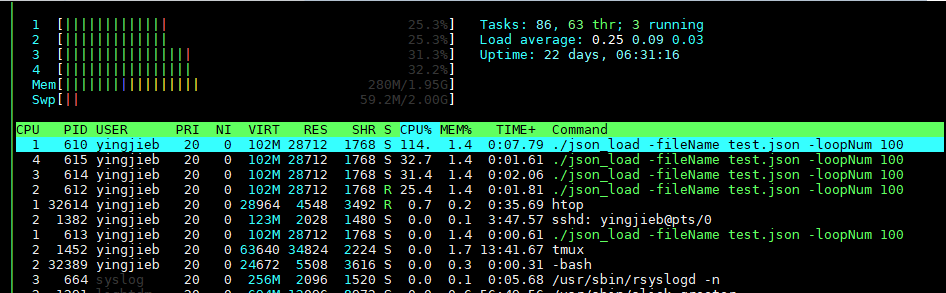 1 [|||||||||||||| 25.3%] Tasks: 86, 63 thr; 3 running
2 [|||||||||||||| 25.3%] Load average: 0.25 0.09 0.03
3 [||||||||||||||||| 31.3%] Uptime: 22 days, 06:31:16
4 [||||||||||||||||| 32.2%]
Mem[|||||||||||||||||| 280M/1.95G]
Swp[|| 59.2M/2.00G]
CPU PID USER PRI NI VIRT RES SHR S CPU% MEM% TIME+ Command
1 610 yingjieb 20 0 102M 28712 1768 S 114. 1.4 0:07.79 ./json_load -fileName test.json -loopNum 100
4 615 yingjieb 20 0 102M 28712 1768 S 32.7 1.4 0:01.61 ./json_load -fileName test.json -loopNum 100
3 614 yingjieb 20 0 102M 28712 1768 S 31.4 1.4 0:02.06 ./json_load -fileName test.json -loopNum 100
2 612 yingjieb 20 0 102M 28712 1768 R 25.4 1.4 0:01.81 ./json_load -fileName test.json -loopNum 100
1 32614 yingjieb 20 0 28964 4548 3492 R 0.7 0.2 0:35.69 htop
2 1382 yingjieb 20 0 123M 2028 1480 S 0.0 0.1 3:47.57 sshd: yingjieb@pts/0
1 613 yingjieb 20 0 102M 28712 1768 S 0.0 1.4 0:00.61 ./json_load -fileName test.json -loopNum 100
2 1452 yingjieb 20 0 63640 34824 2224 S 0.0 1.7 13:41.67 tmux
2 32389 yingjieb 20 0 24672 5508 3616 S 0.0 0.3 0:00.31 -bash
3 664 syslog 20 0 256M 2096 1520 S 0.0 0.1 0:05.68 /usr/sbin/rsyslogd -n